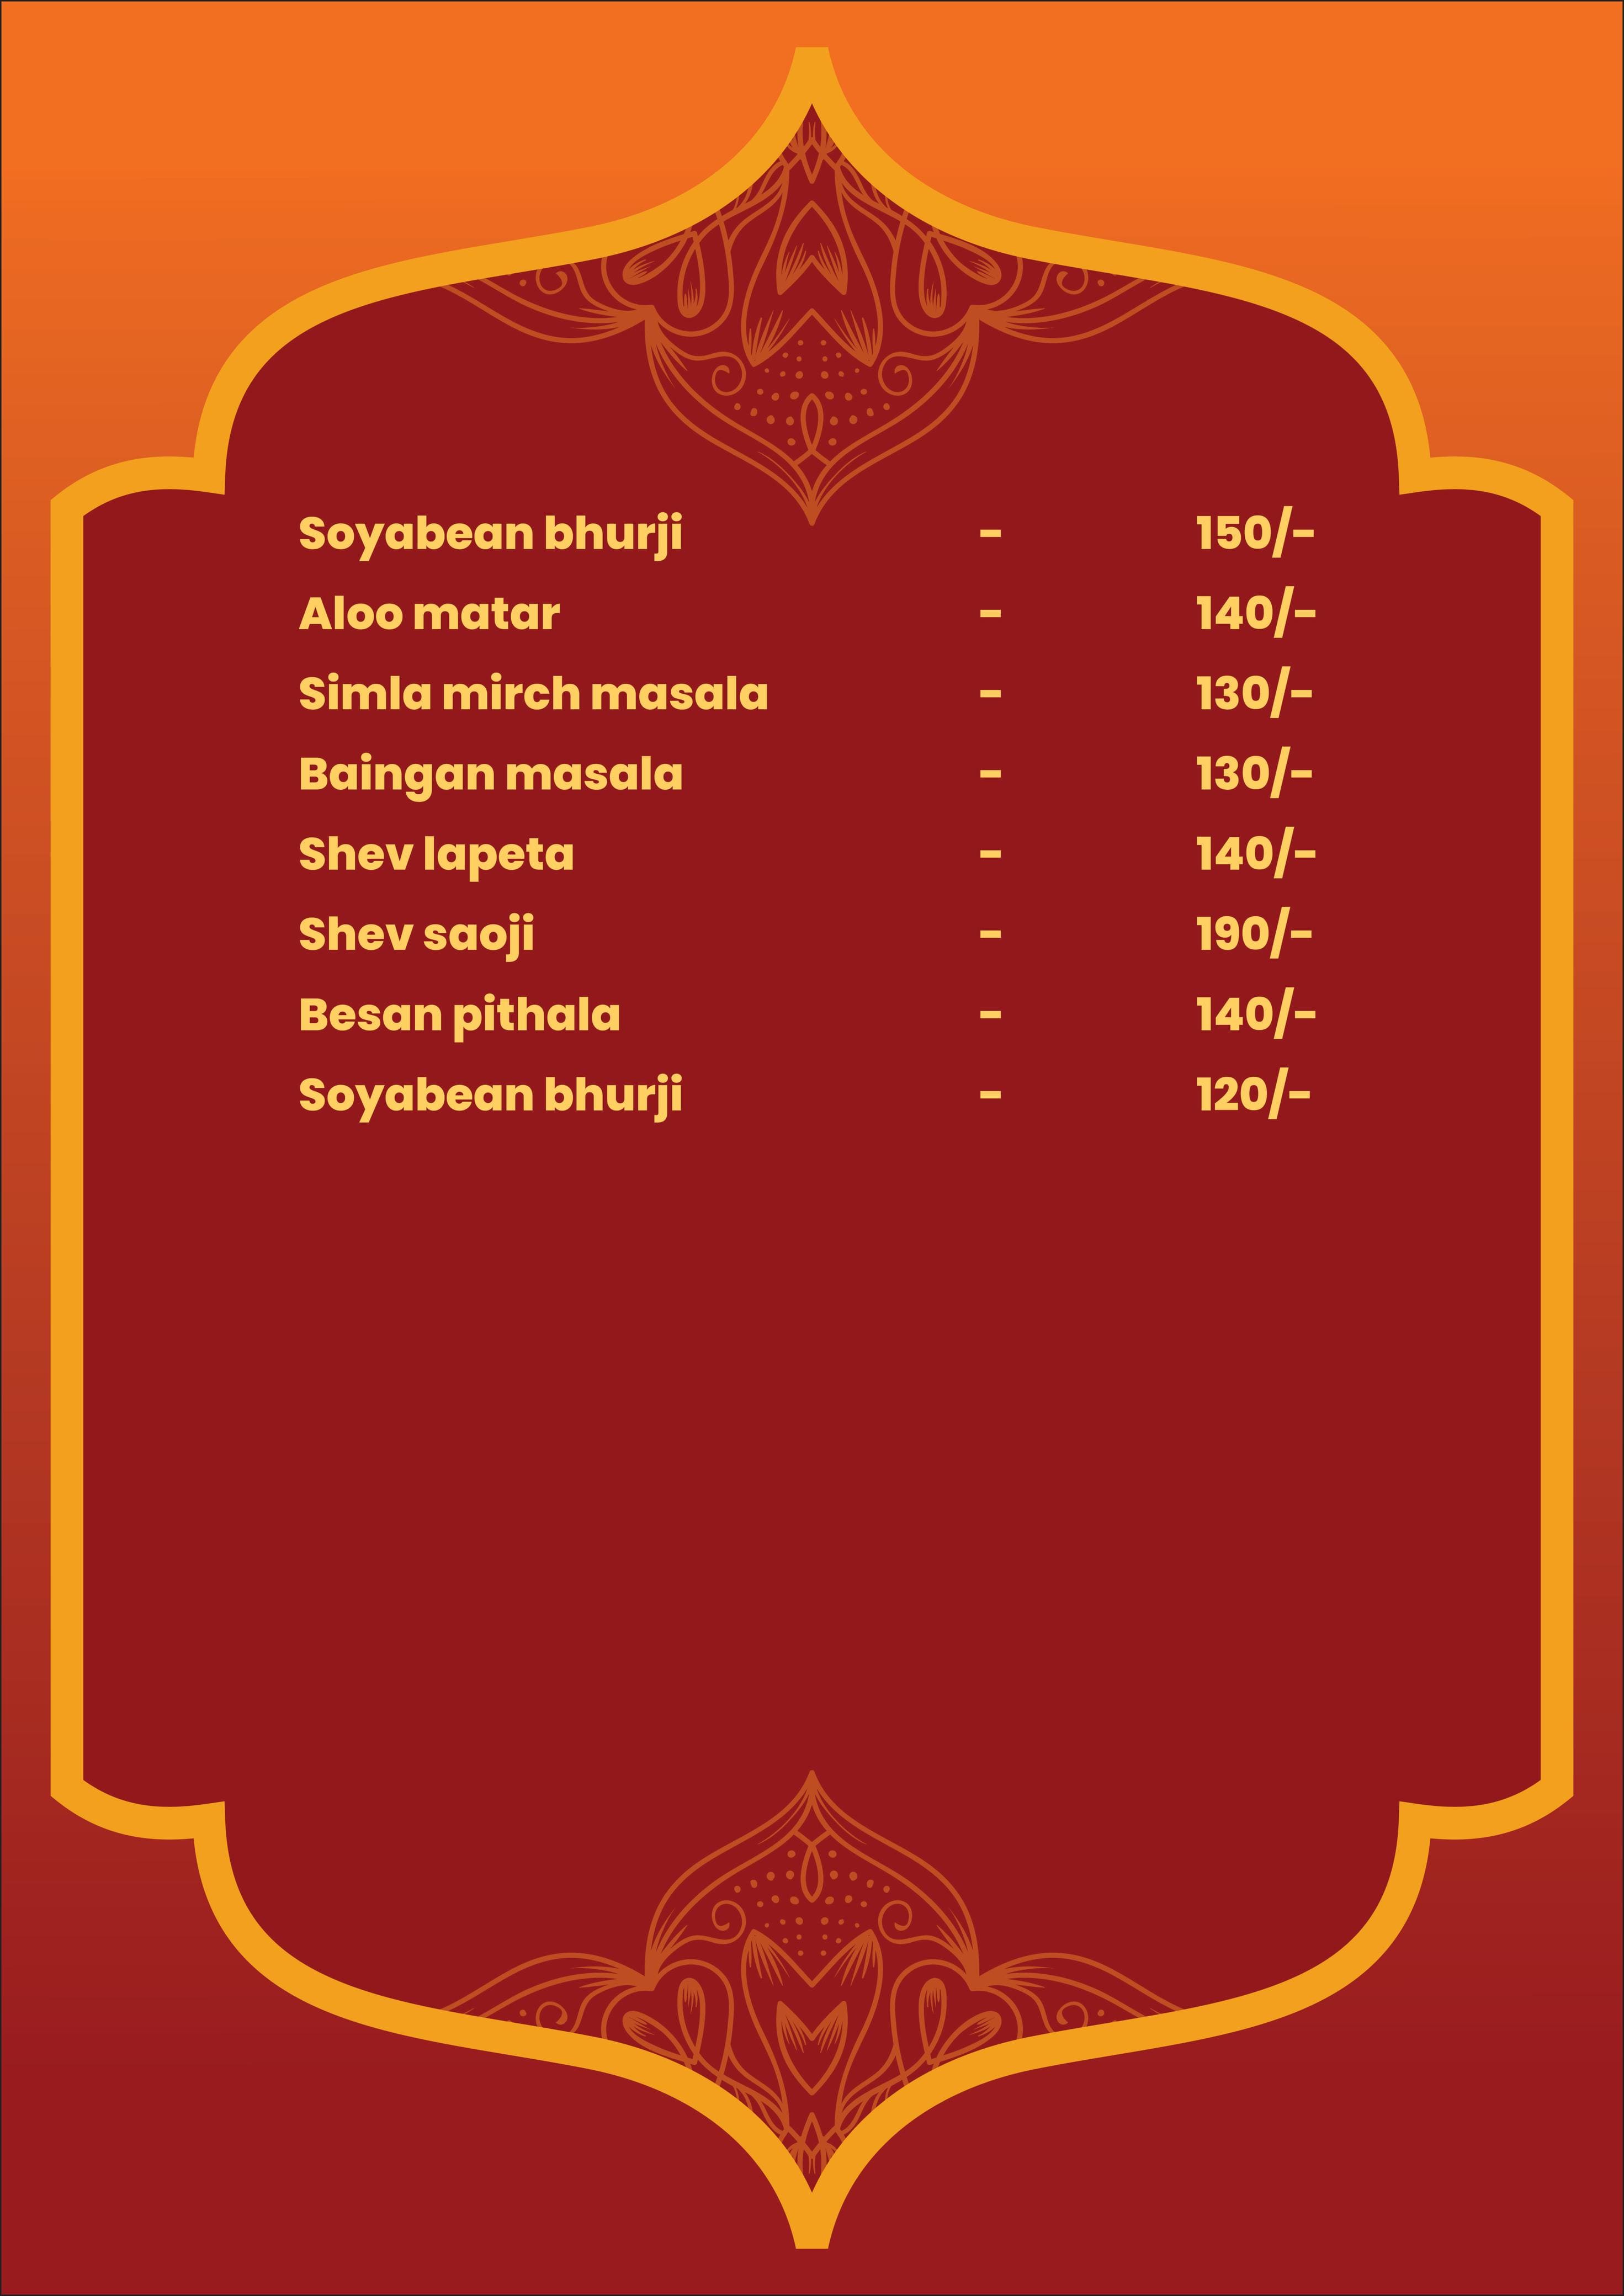 Soyabean bhurji - 150/-
Aloo matar - 140/-
Simla mirch masala - 130/-
Baingan masala - 130/-
Shev lapeta - 140/-
Shev saoji - 190/-
Besan pithala - 140/-
Soyabean bhurji - 120/-